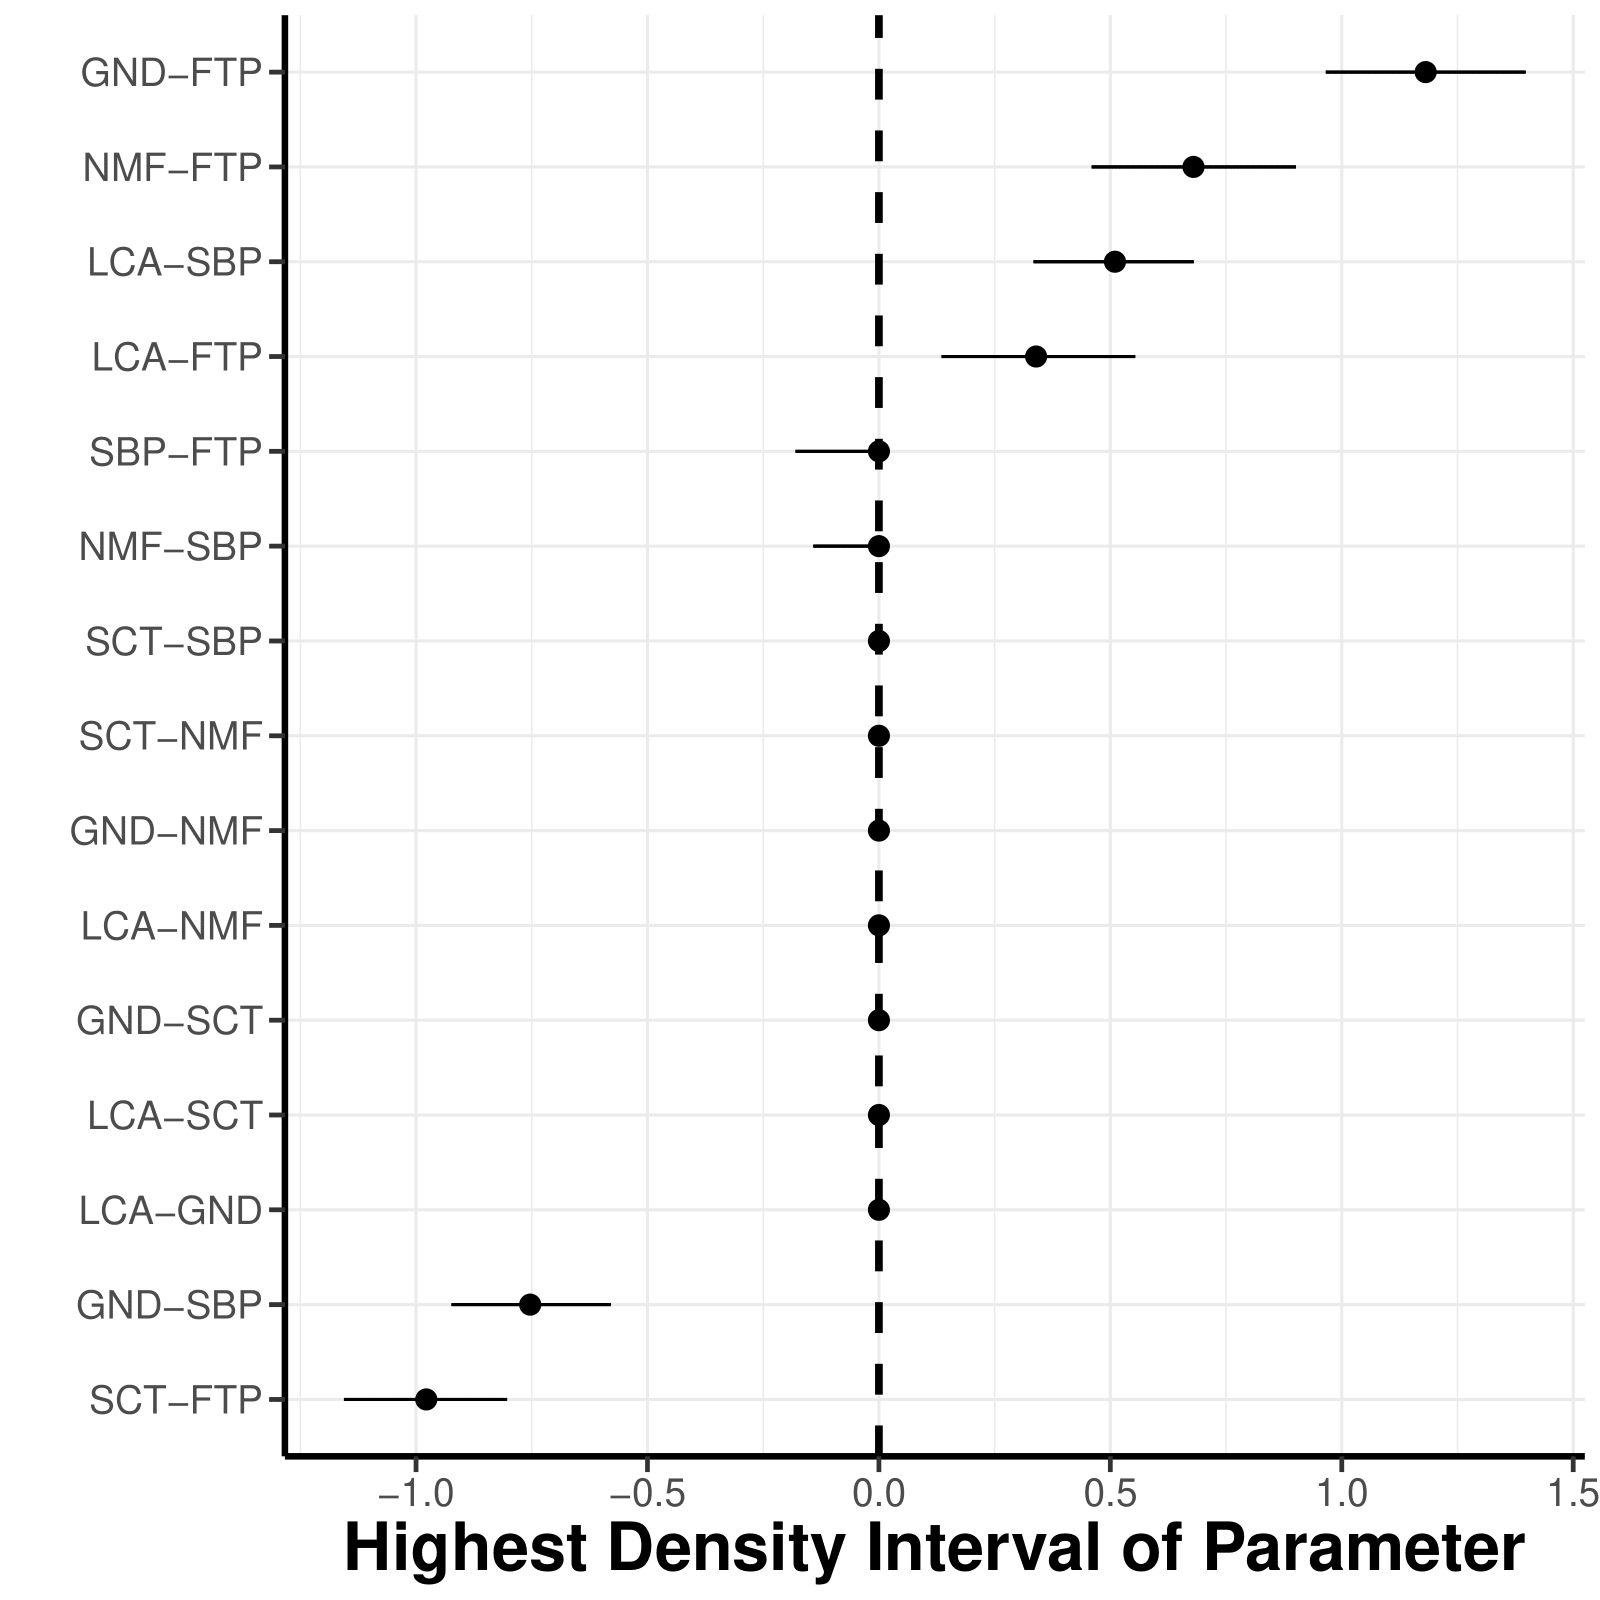 GND−FTP
NMF−FTP
LCA−SBP
LCA−FTP
SBP−FTP
NMF−SBP
SCT−SBP
SCT−NMF
GND−NMF
LCA−NMF
GND−SCT
LCA−SCT
LCA−GND
GND−SBP
SCT−FTP
−1.0 −0.5 0.0 0.5 1.0 1.5
Highest Density Interval of Parameter